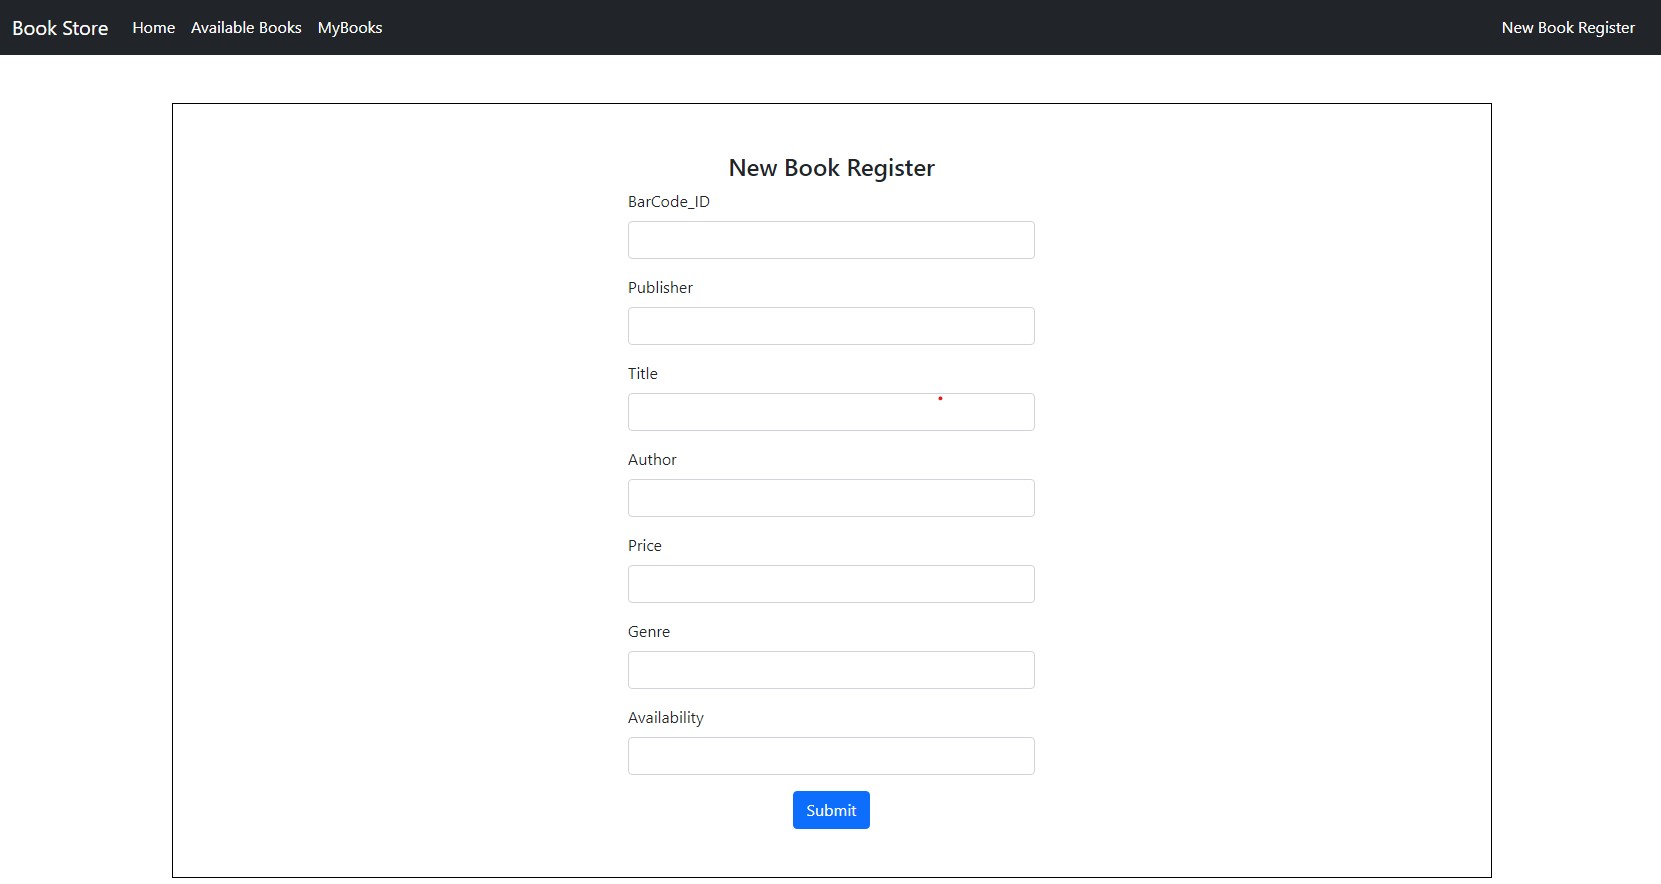 Book Store Home Available Books MyBooks New Book Register
New Book Register
BarCode_ID
Publisher
Title
Author
Price
Genre
Availability
Submit